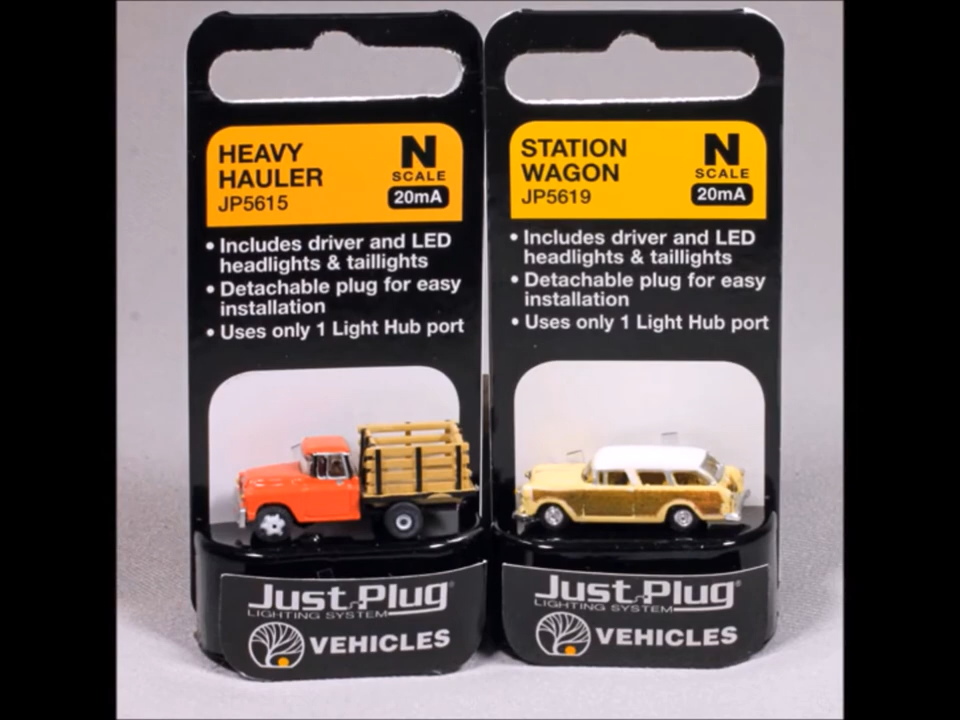 HEAVY
HAULER
JP5615
N
SCALE
20mA
• Includes driver and LED
headlights & taillights
• Detachable plug for easy
installation
• Uses only 1 Light Hub port
Just Plug®
LIGHTING SYSTEM
VEHICLES
STATION
WAGON
JP5619
N
SCALE
20mA
• Includes driver and LED
headlights & taillights
• Detachable plug for easy
installation
• Uses only 1 Light Hub port
Just Plug®
LIGHTING SYSTEM
VEHICLES